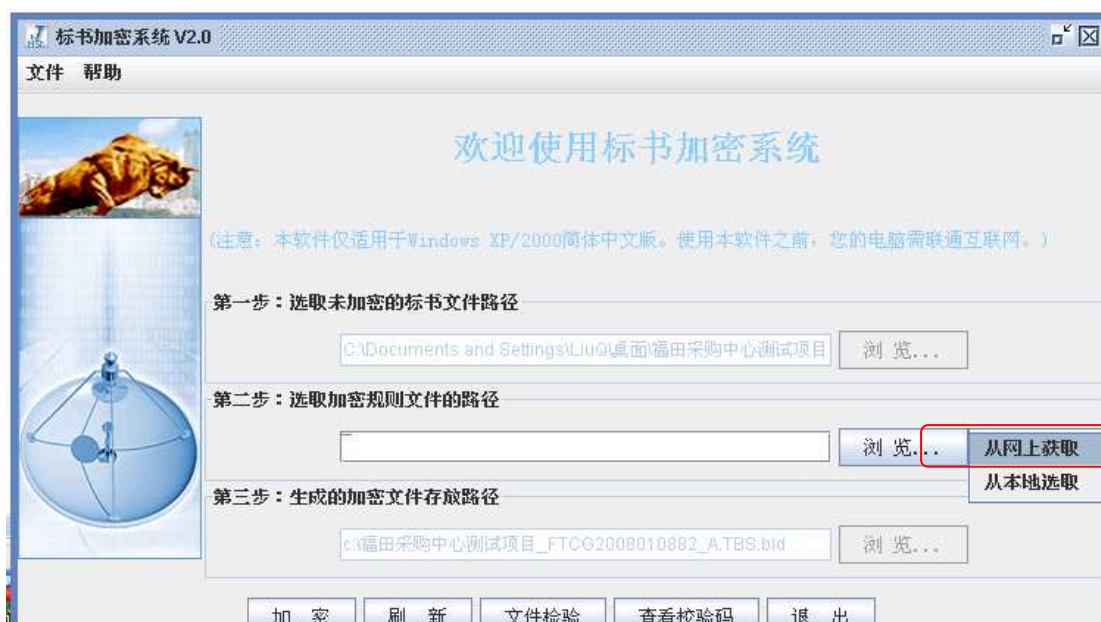 标书加密系统 V2.0
文件 帮助
欢迎使用标书加密系统
(注意：本软件仅适用于Windows XP/2000简体中文版。使用本软件之前，您的电脑需联通互联网。)
第一步：选取未加密的标书文件路径
C:\Documents and Settings\LiuQ\桌面\福田采购中心测试项目
浏 览...
第二步：选取加密规则文件的路径
浏 览...
从网上获取
从本地选取
第三步：生成的加密文件存放路径
c:\福田采购中心测试项目_FTCG2008010882_A.TBS.bid
浏 览...
加 密 刷 新 文件检验 查看校验码 退 出